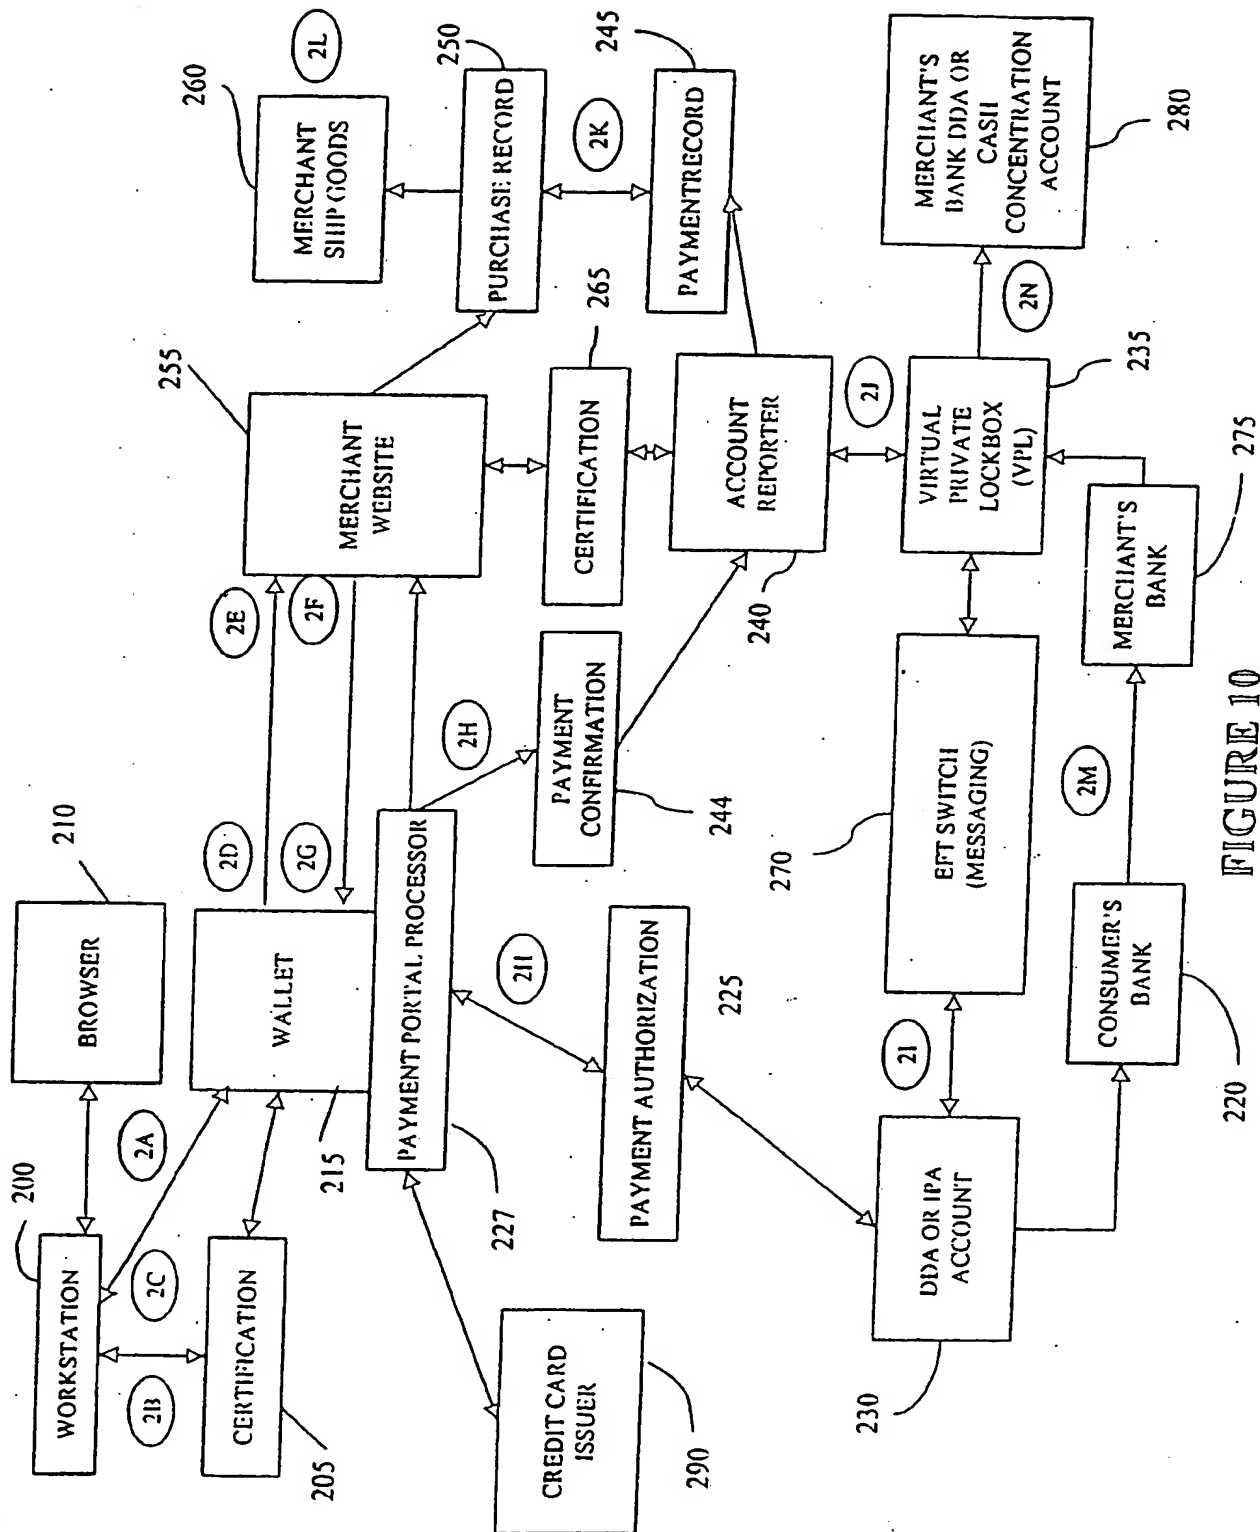 200
WORKSTATION
2A
210
BROWSER
2B
2C
205
CERTIFICATION
215
WALLET
2D
2E
2G
2F
255
MERCHANT
WEBSITE
260
MERCHANT
SHIP GOODS
2L
250
PURCHASE RECORD
2K
245
PAYMENTRECORD
265
CERTIFICATION
227
PAYMENT PORTAL PROCESSOR
2H
PAYMENT
CONFIRMATION
244
2H
PAYMENT AUTHORIZATION
225
CREDIT CARD
ISSUER
290
ACCOUNT
REPORTER
240
2J
230
DDA OR IPA
ACCOUNT
2I
270
EFT SWITCH
(MESSAGING)
VIRTUAL
PRIVATE
LOCKBOX
(VPL)
235
2N
MERCHANT'S
BANK DDA OR
CASH
CONCENTRATION
ACCOUNT
280
CONSUMER'S
BANK
220
2M
MERCHANT'S
BANK
275
FIGURE 10